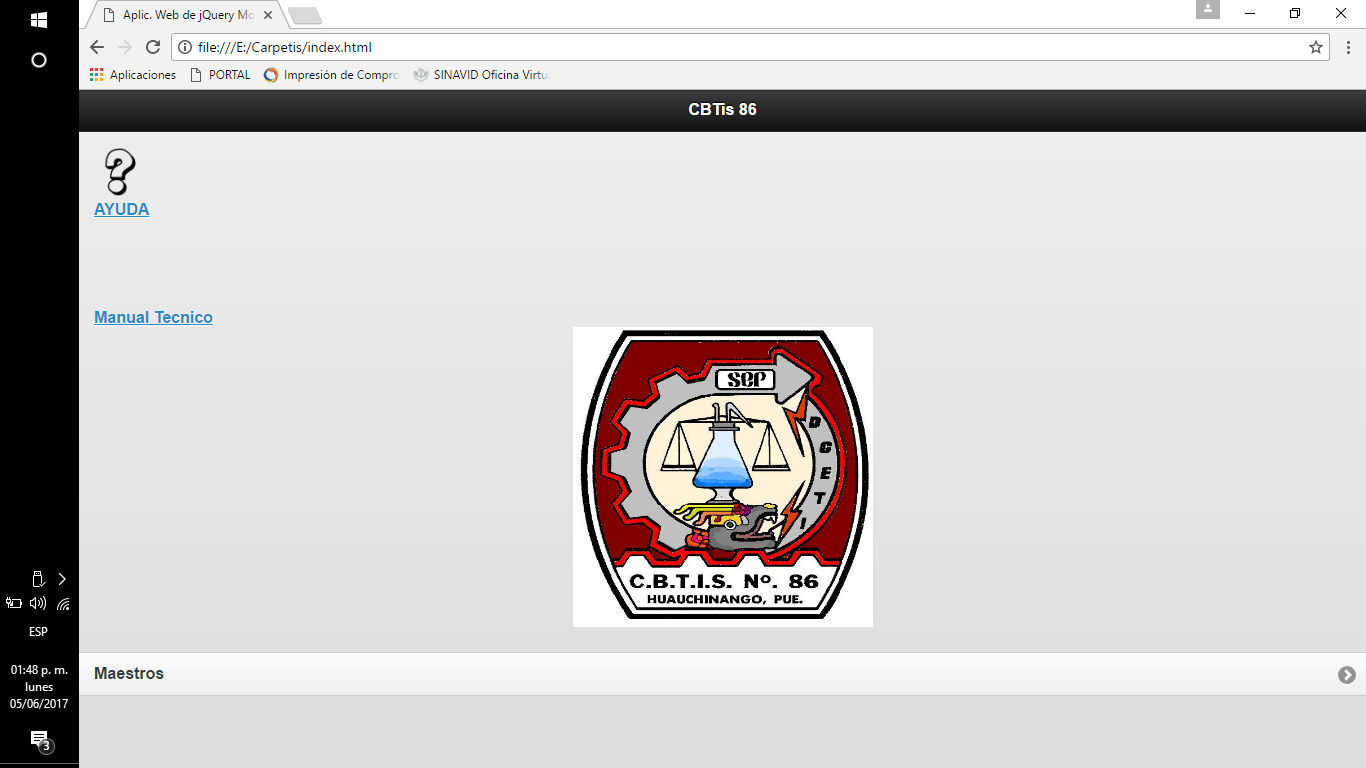 Aplic. Web de jQuery Mo
file:///E:/Carpetis/index.html
Aplicaciones PORTAL Impresión de Compro SINAVID Oficina Virtu
CBTis 86
AYUDA
Manual Tecnico
SEP
DGETI
C.B.T.I.S. Nº. 86
HUAUCHINANGO, PUE.
Maestros
ESP
01:48 p. m.
lunes
05/06/2017
3